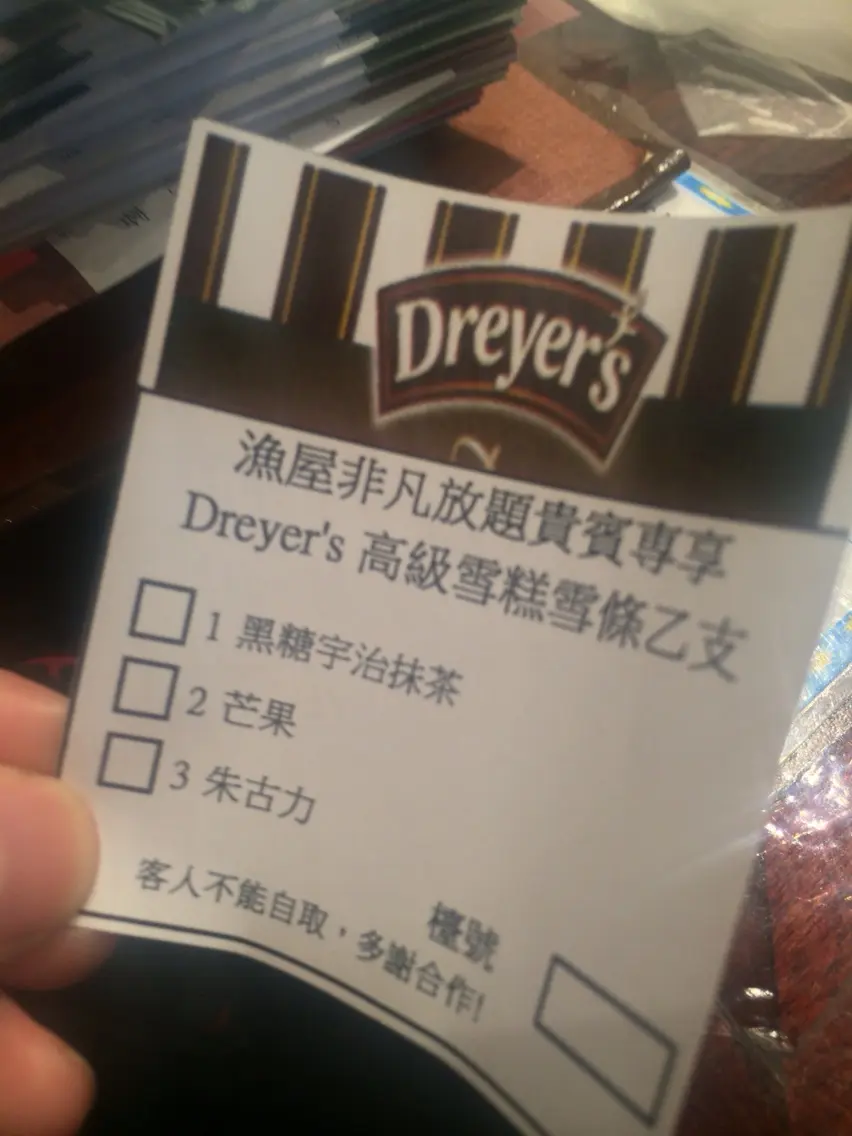 Dreyer's
漁屋非凡放題貴賓專享
Dreyer's 高級雪糕雪條乙支
1 黑糖宇治抹茶
2 芒果
3 朱古力
檯號
客人不能自取，多謝合作!